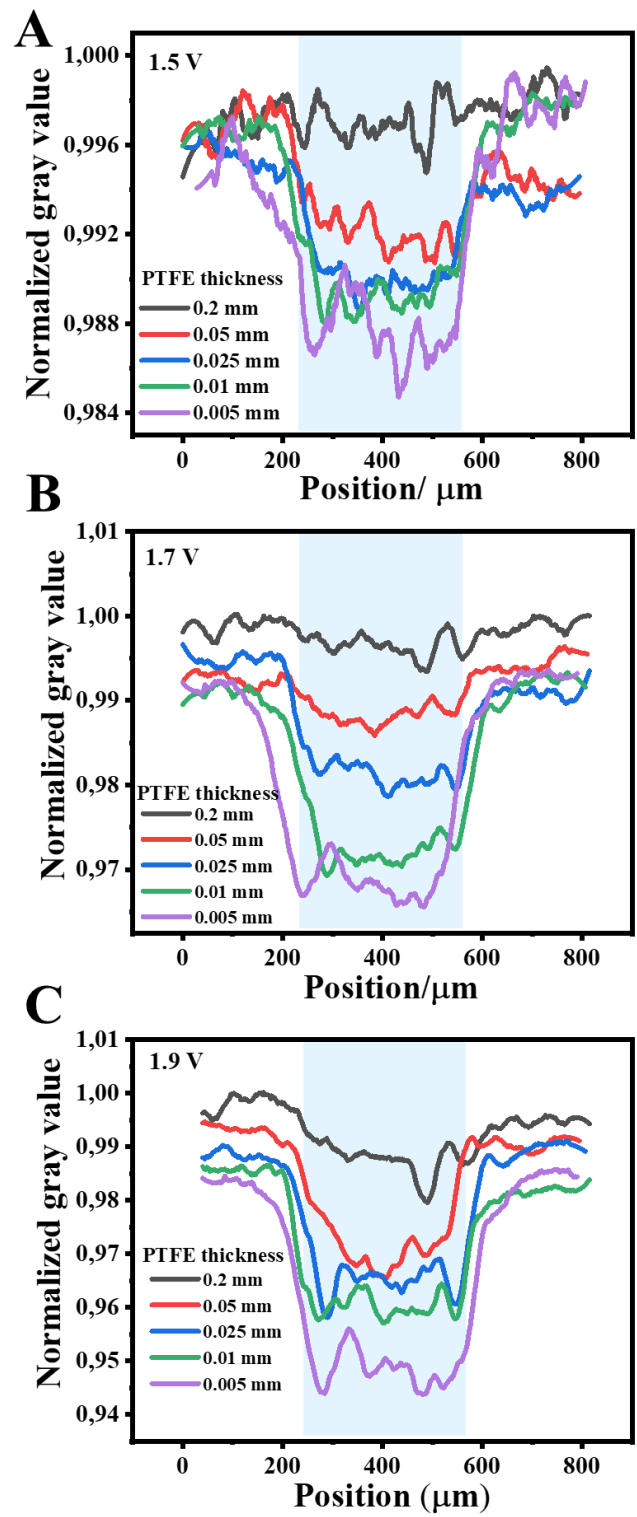 A
1.5 V
Normalized gray value
1,000
0,996
0,992
0,988
0,984
PTFE thickness
0.2 mm
0.05 mm
0.025 mm
0.01 mm
0.005 mm
0 200 400 600 800
Position/ μm
B
1.7 V
Normalized gray value
1,01
1,00
0,99
0,98
0,97
PTFE thickness
0.2 mm
0.05 mm
0.025 mm
0.01 mm
0.005 mm
0 200 400 600 800
Position/μm
C
1.9 V
Normalized gray value
1,01
1,00
0,99
0,98
0,97
0,96
0,95
0,94
PTFE thickness
0.2 mm
0.05 mm
0.025 mm
0.01 mm
0.005 mm
0 200 400 600 800
Position (μm)